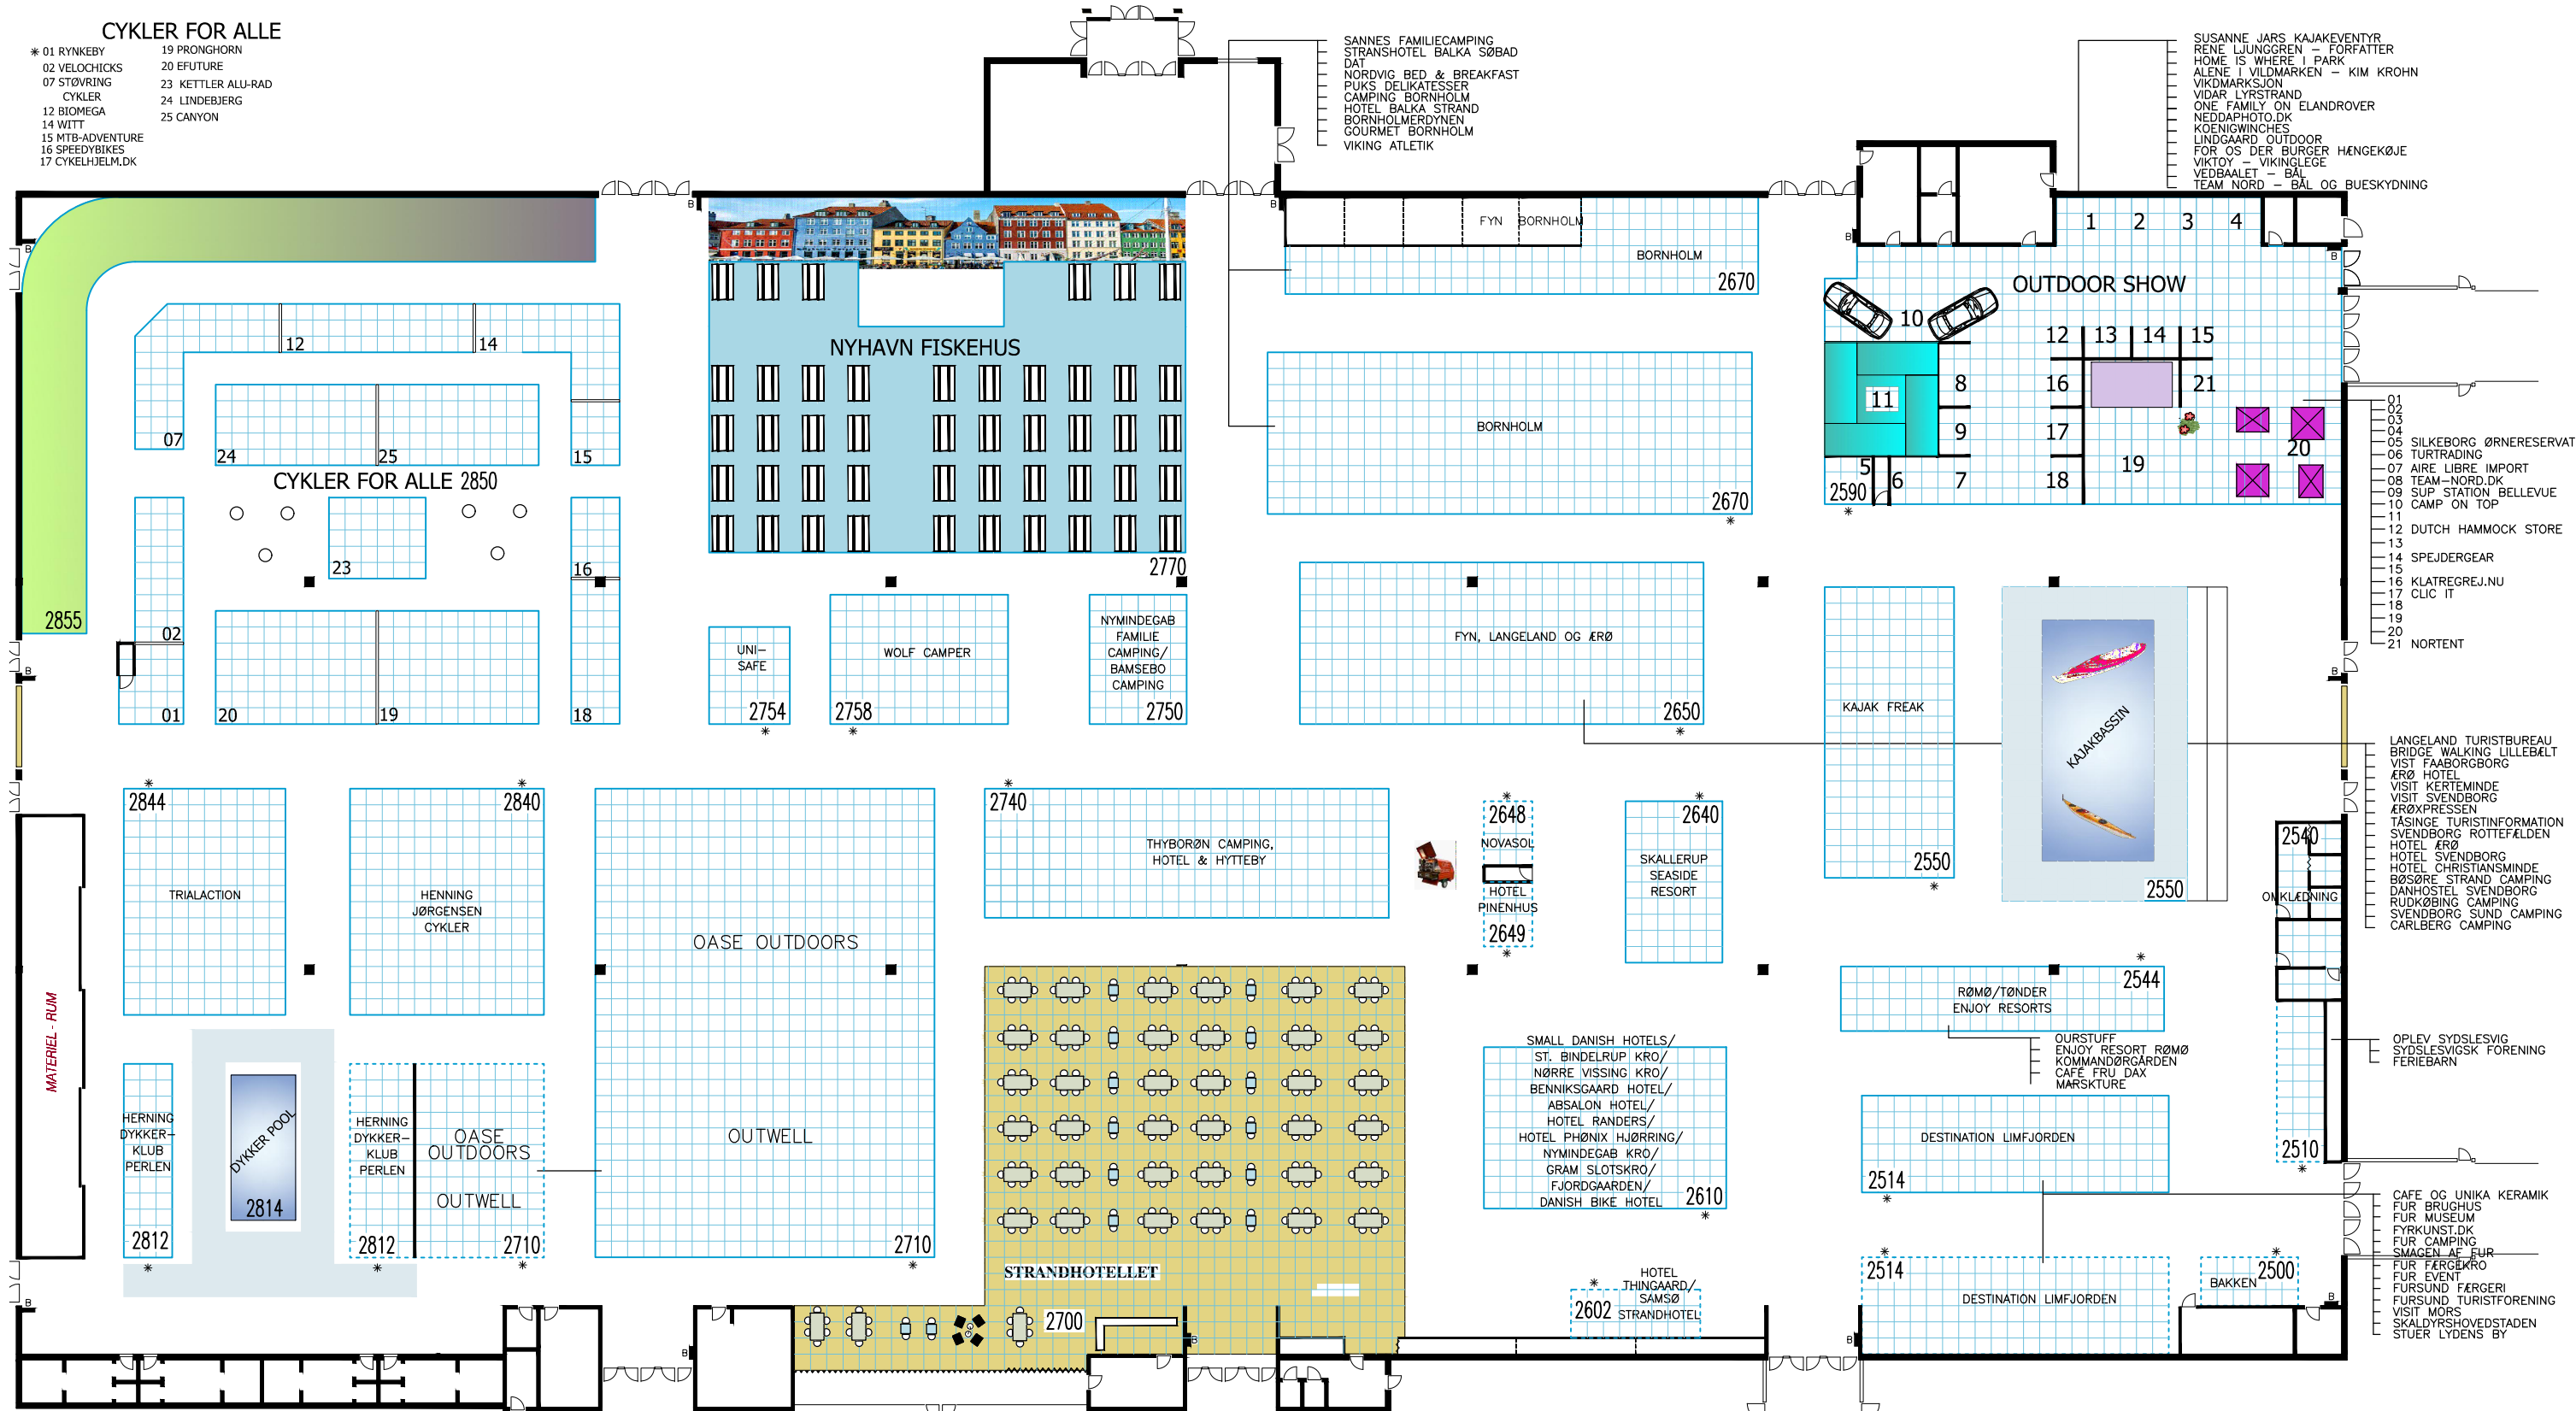 CYKLER FOR ALLE
* 01 RYNKEBY
02 VELOCHICKS
07 STØVRING
CYKLER
12 BIOMEGA
14 WITT
15 MTB-ADVENTURE
16 SPEEDYBIKES
17 CYKELHJELM.DK
19 PRONGHORN
20 EFUTURE
23 KETTLER ALU-RAD
24 LINDEBJERG
25 CANYON
SANNES FAMILIECAMPING
STRANSHOTEL BALKA SØBAD
DAT
NORDVIG BED & BREAKFAST
PUKS DELIKATESSER
CAMPING BORNHOLM
HOTEL BALKA STRAND
BORNHOLMERDYNEN
GOURMET BORNHOLM
VIKING ATLETIK
SUSANNE JARS KAJAKEVENTYR
RENE LJUNGGREN – FORFATTER
HOME IS WHERE I PARK
ALENE I VILDMARKEN – KIM KROHN
VIKDMARKSJON
VIDAR LYRSTRAND
ONE FAMILY ON ELANDROVER
NEDDAPHOTO.DK
KOENIGWINCHES
LINDGAARD OUTDOOR
FOR OS DER BURGER HÆNGEKØJE
VIKTOY – VIKINGLEGE
VEDBAALET – BÅL
TEAM NORD – BÅL OG BUESKYDNING
B
B
B
B
B
FYN
BORNHOLM
BORNHOLM
2670
1
2
3
4
OUTDOOR SHOW
10
12
13
14
15
8
16
21
11
9
17
5
6
7
18
19
20
2590
*
12
14
07
24
25
15
CYKLER FOR ALLE 2850
23
16
02
01
20
19
18
2855
NYHAVN FISKEHUS
2770
BORNHOLM
2670
*
01
02
03
04
05 SILKEBORG ØRNERESERVAT
06 TURTRADING
07 AIRE LIBRE IMPORT
08 TEAM–NORD.DK
09 SUP STATION BELLEVUE
10 CAMP ON TOP
11
12 DUTCH HAMMOCK STORE
13
14 SPEJDERGEAR
15
16 KLATREGREJ.NU
17 CLIC IT
18
19
20
21 NORTENT
B
B
UNI–
SAFE
2754
*
WOLF CAMPER
2758
*
NYMINDEGAB
FAMILIE
CAMPING/
BAMSEBO
CAMPING
2750
*
FYN, LANGELAND OG ÆRØ
2650
*
KAJAK FREAK
2550
*
KAJAKBASSIN
2550
LANGELAND TURISTBUREAU
BRIDGE WALKING LILLEBÆLT
VIST FAABORGBORG
ÆRØ HOTEL
VISIT KERTEMINDE
VISIT SVENDBORG
ÆRØXPRESSEN
TÅSINGE TURISTINFORMATION
SVENDBORG ROTTEFÆLDEN
HOTEL ÆRØ
HOTEL SVENDBORG
HOTEL CHRISTIANSMINDE
BØSØRE STRAND CAMPING
DANHOSTEL SVENDBORG
RUDKØBING CAMPING
SVENDBORG SUND CAMPING
CARLBERG CAMPING
*
2844
TRIALACTION
*
2840
HENNING
JØRGENSEN
CYKLER
OASE OUTDOORS
OUTWELL
2710
*
*
2740
THYBORØN CAMPING,
HOTEL & HYTTEBY
*
2648
NOVASOL
HOTEL
PINENHUS
2649
*
*
2640
SKALLERUP
SEASIDE
RESORT
2540
OMKLÆDNING
MATERIEL - RUM
*
2544
RØMØ/TØNDER
ENJOY RESORTS
OURSTUFF
ENJOY RESORT RØMØ
KOMMANDØRGÅRDEN
CAFÉ FRU DAX
MARSKTURE
OPLEV SYDSLESVIG
SYDSLESVIGSK FORENING
FERIEBARN
2510
*
HERNING
DYKKER–
KLUB
PERLEN
2812
*
DYKKER POOL
2814
HERNING
DYKKER–
KLUB
PERLEN
2812
*
OASE
OUTDOORS
OUTWELL
2710
*
STRANDHOTELLET
2700
SMALL DANISH HOTELS/
ST. BINDELRUP KRO/
NØRRE VISSING KRO/
BENNIKSGAARD HOTEL/
ABSALON HOTEL/
HOTEL RANDERS/
HOTEL PHØNIX HJØRRING/
NYMINDEGAB KRO/
GRAM SLOTSKRO/
FJORDGAARDEN/
DANISH BIKE HOTEL
2610
*
DESTINATION LIMFJORDEN
2514
*
CAFE OG UNIKA KERAMIK
FUR BRUGHUS
FUR MUSEUM
FYRKUNST.DK
FUR CAMPING
SMAGEN AF FUR
FUR FÆRGEKRO
FUR EVENT
FURSUND FÆRGERI
FURSUND TURISTFORENING
VISIT MORS
SKALDYRSHOVEDSTADEN
STUER LYDENS BY
*
2514
DESTINATION LIMFJORDEN
*
2500
BAKKEN
*
HOTEL
THINGAARD/
SAMSØ
STRANDHOTEL
2602
B
B
B
B
B